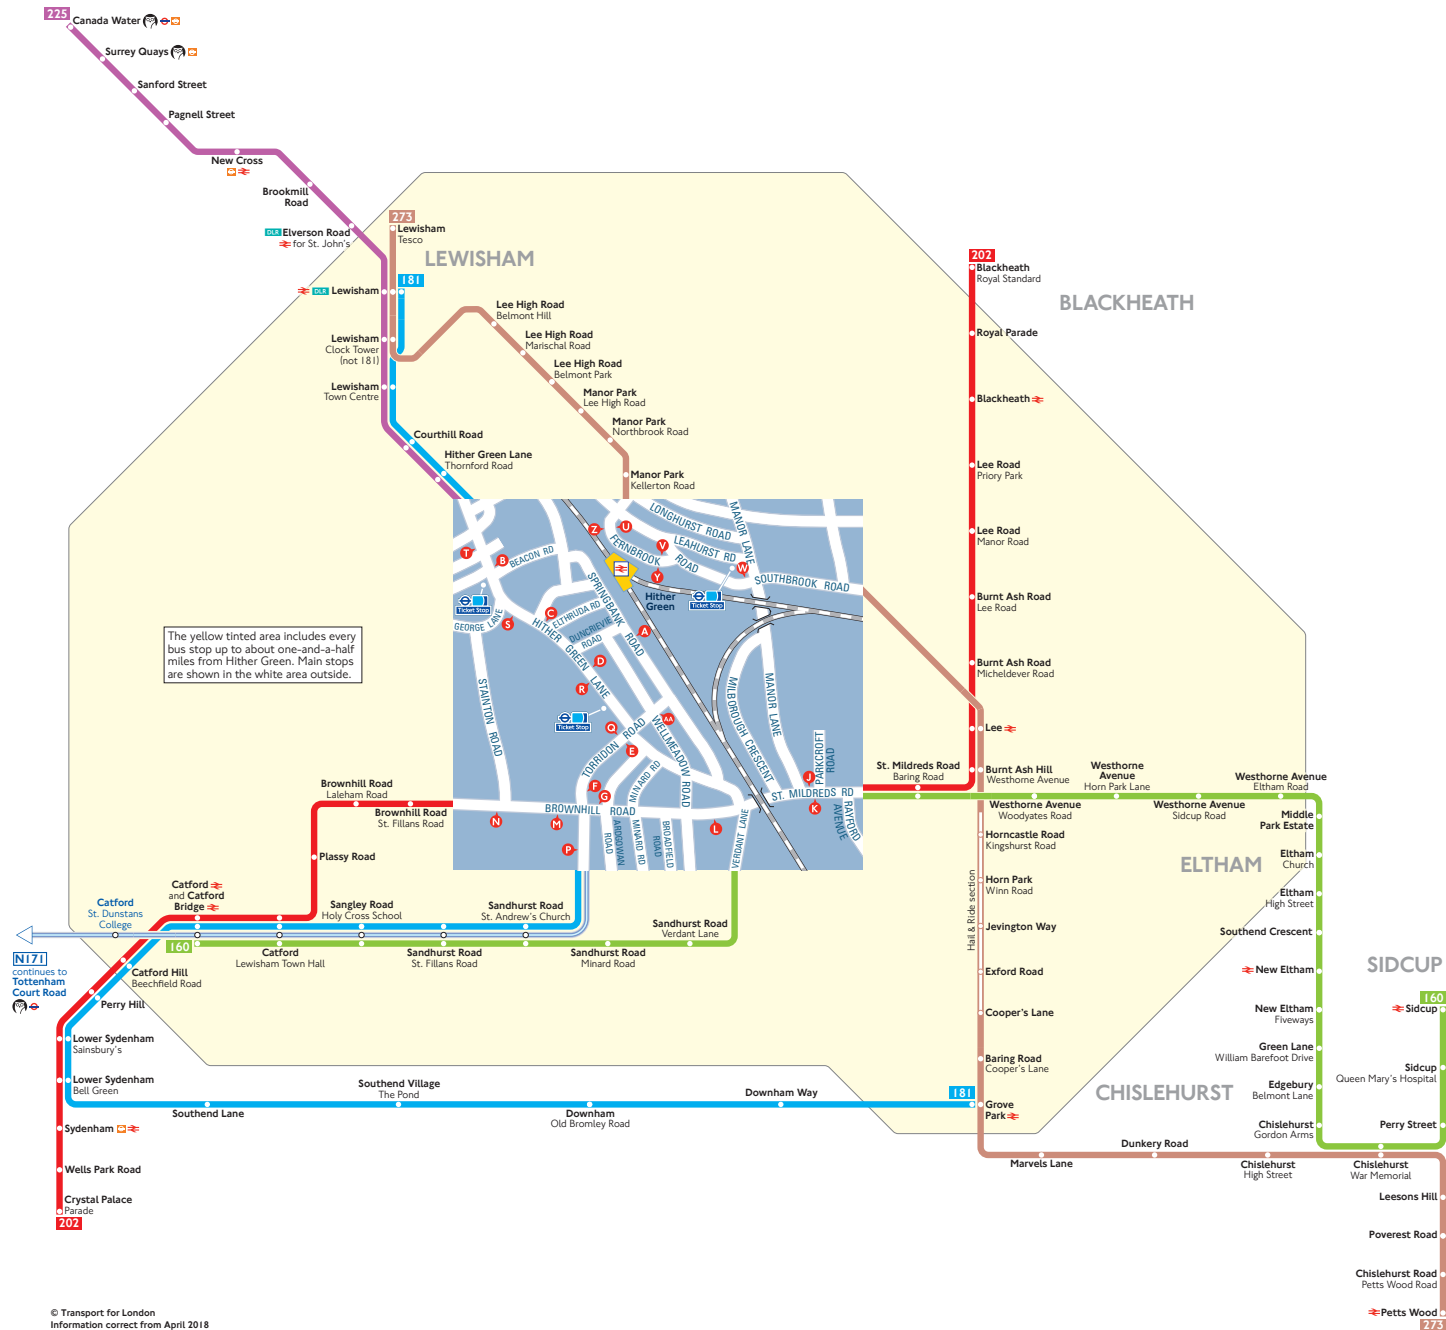 225
Canada Water
Surrey Quays
Sanford Street
Pagnell Street
New Cross
Brookmill
Road
DLR Elverson Road
for St. John's
273
Lewisham
Tesco
LEWISHAM
181
DLR Lewisham
Lewisham
Clock Tower
(not 181)
Lewisham
Town Centre
Courthill Road
Hither Green Lane
Thornford Road
Lee High Road
Belmont Hill
Lee High Road
Marischal Road
Lee High Road
Belmont Park
Manor Park
Lee High Road
Manor Park
Northbrook Road
Manor Park
Kellerton Road
202
Blackheath
Royal Standard
BLACKHEATH
Royal Parade
Blackheath
Lee Road
Priory Park
Lee Road
Manor Road
Burnt Ash Road
Lee Road
Burnt Ash Road
Micheldever Road
Lee
Burnt Ash Hill
Westhorne Avenue
The yellow tinted area includes every
bus stop up to about one-and-a-half
miles from Hither Green. Main stops
are shown in the white area outside.
LONGHURST ROAD
MANOR LANE
LEAHURST RD
FERNBROOK ROAD
SOUTHBROOK ROAD
BEACON RD
SPRINGBANK ROAD
Hither
Green
Ticket Stop
Ticket Stop
Ticket Stop
GEORGE LANE
ELTHRUDA RD
DUNCRIEVIE
ROAD
HITHER GREEN LANE
STAINTON ROAD
TORRIDON ROAD
WELLMEADOW ROAD
MINARD RD
MILBOROUGH CRESCENT
MANOR LANE
PARKCROFT
ROAD
ST. MILDREDS RD
BROWNHILL ROAD
ARDGOWAN
ROAD
MINARD RD
BROADFIELD
ROAD
VERDANT LANE
RAYFORD
AVENUE
Z
U
V
T
B
Y
W
C
S
A
D
R
AA
Q
E
F
G
J
K
N
M
L
P
St. Mildreds Road
Baring Road
Westhorne
Avenue
Horn Park Lane
Westhorne Avenue
Eltham Road
Westhorne Avenue
Woodyates Road
Westhorne Avenue
Sidcup Road
Middle
Park Estate
ELTHAM
Eltham
Church
Eltham
High Street
Southend Crescent
New Eltham
New Eltham
Fiveways
Green Lane
William Barefoot Drive
Edgebury
Belmont Lane
Chislehurst
Gordon Arms
SIDCUP
160
Sidcup
Sidcup
Queen Mary's Hospital
Perry Street
CHISLEHURST
Horncastle Road
Kingshurst Road
Horn Park
Winn Road
Hail & Ride section
Jevington Way
Exford Road
Cooper's Lane
Baring Road
Cooper's Lane
181
Grove
Park
Brownhill Road
Laleham Road
Brownhill Road
St. Fillans Road
Plassy Road
Catford
and Catford
Bridge
Catford
St. Dunstans
College
Sangley Road
Holy Cross School
Sandhurst Road
St. Andrew's Church
Sandhurst Road
Verdant Lane
160
Catford
Lewisham Town Hall
Sandhurst Road
St. Fillans Road
Sandhurst Road
Minard Road
N171
continues to
Tottenham
Court Road
Catford Hill
Beechfield Road
Perry Hill
Lower Sydenham
Sainsbury's
Lower Sydenham
Bell Green
Southend Lane
Southend Village
The Pond
Downham
Old Bromley Road
Downham Way
Sydenham
Wells Park Road
Crystal Palace
Parade
202
Marvels Lane
Dunkery Road
Chislehurst
High Street
Chislehurst
War Memorial
Leesons Hill
Poverest Road
Chislehurst Road
Petts Wood Road
Petts Wood
273
© Transport for London
Information correct from April 2018